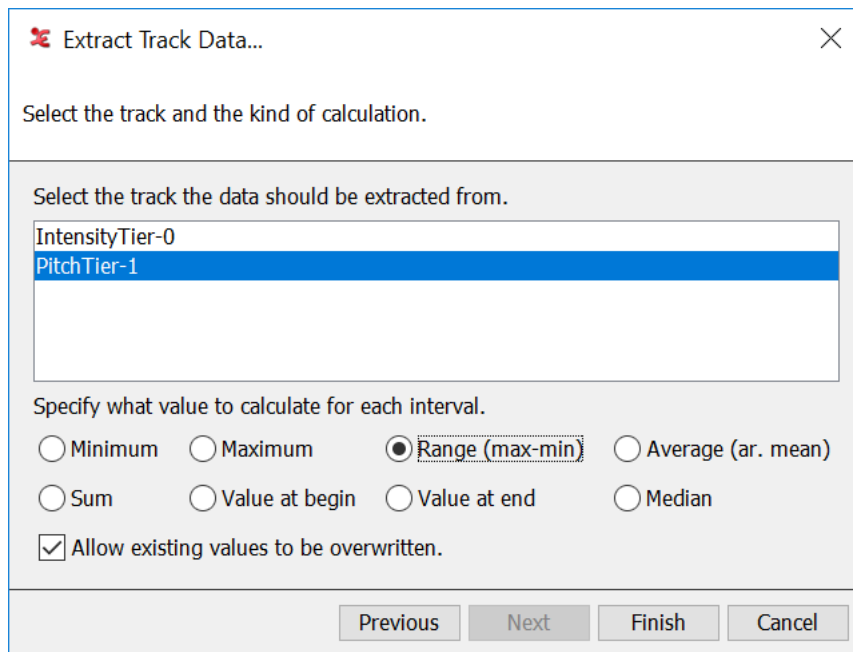 Extract Track Data...
Select the track and the kind of calculation.
Select the track the data should be extracted from.
IntensityTier-0
PitchTier-1
Specify what value to calculate for each interval.
Minimum Maximum Range (max-min) Average (ar. mean)
Sum Value at begin Value at end Median
Allow existing values to be overwritten.
Previous Next Finish Cancel